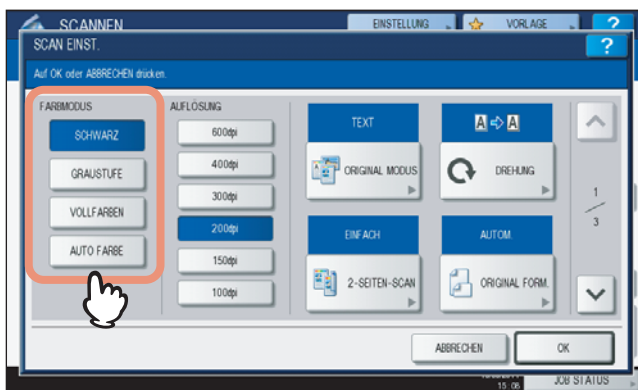 SCANNEN
EINSTELLUNG
VORLAGE
?
SCAN EINST.
?
Auf OK oder ABBRECHEN drücken.
FARBMODUS
SCHWARZ
GRAUSTUFE
VOLLFARBEN
AUTO FARBE
AUFLÖSUNG
600dpi
400dpi
300dpi
200dpi
150dpi
100dpi
TEXT
ORIGINAL MODUS
A A
DREHUNG
EINFACH
2-SEITEN-SCAN
AUTOM.
ORIGINAL FORM.
1
3
ABBRECHEN
OK
15:06
JOB STATUS